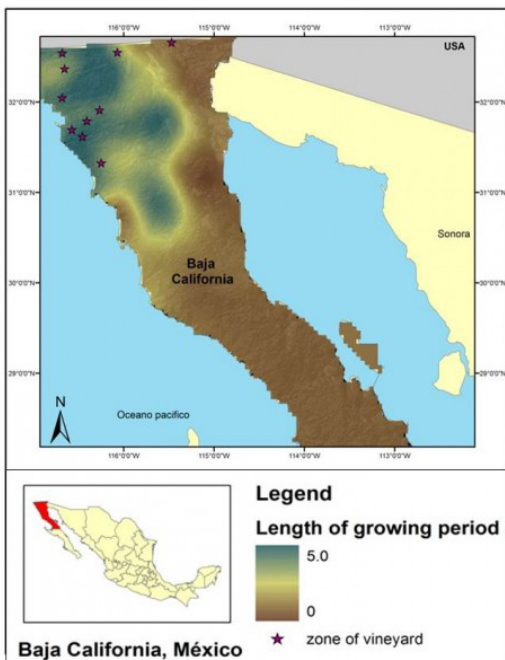 116°0'0"W 115°0'0"W 114°0'0"W 113°0'0"W
USA
32°0'0"N 32°0'0"N
31°0'0"N 31°0'0"N
Sonora
Baja
California
30°0'0"N 30°0'0"N
29°0'0"N 29°0'0"N
N
Oceano pacifico
116°0'0"W 115°0'0"W 114°0'0"W 113°0'0"W
Legend
Length of growing period
5.0
0
zone of vineyard
Baja California, México